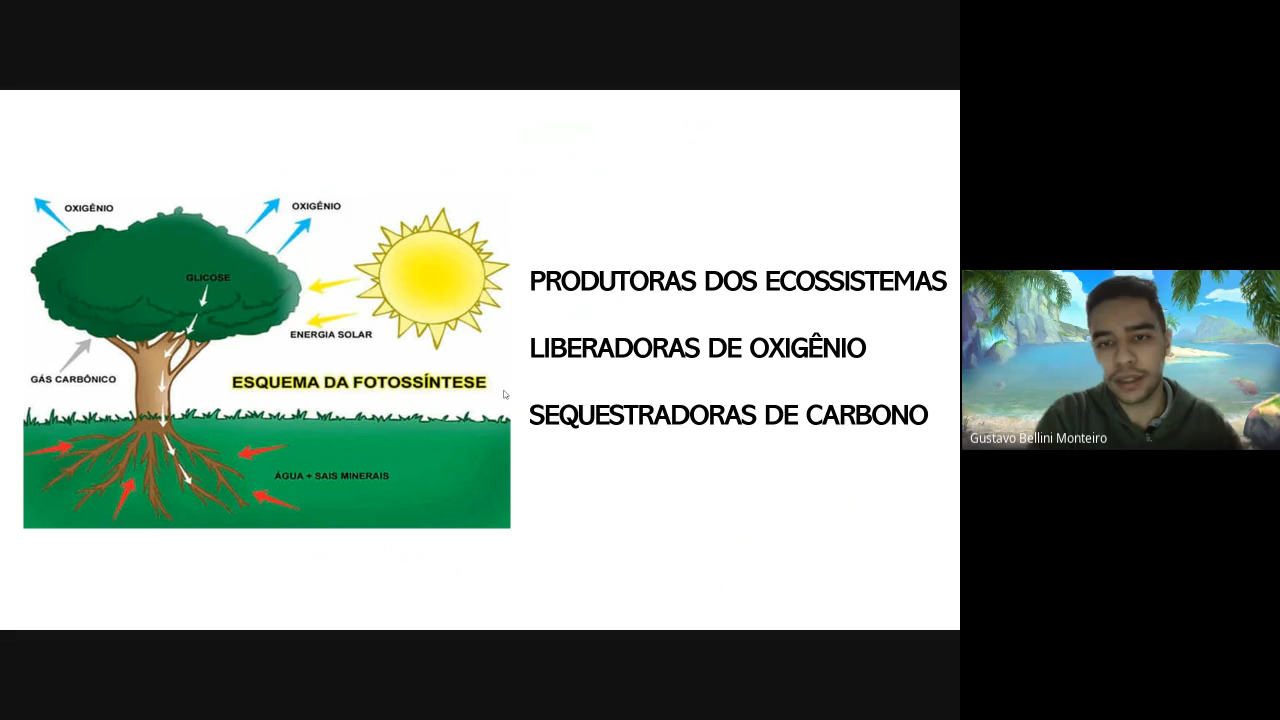 OXIGÊNIO
OXIGÊNIO
GLICOSE
ENERGIA SOLAR
GÁS CARBÔNICO
ESQUEMA DA FOTOSSÍNTESE
ÁGUA + SAIS MINERAIS
PRODUTORAS DOS ECOSSISTEMAS
LIBERADORAS DE OXIGÊNIO
SEQUESTRADORAS DE CARBONO
Gustavo Bellini Monteiro